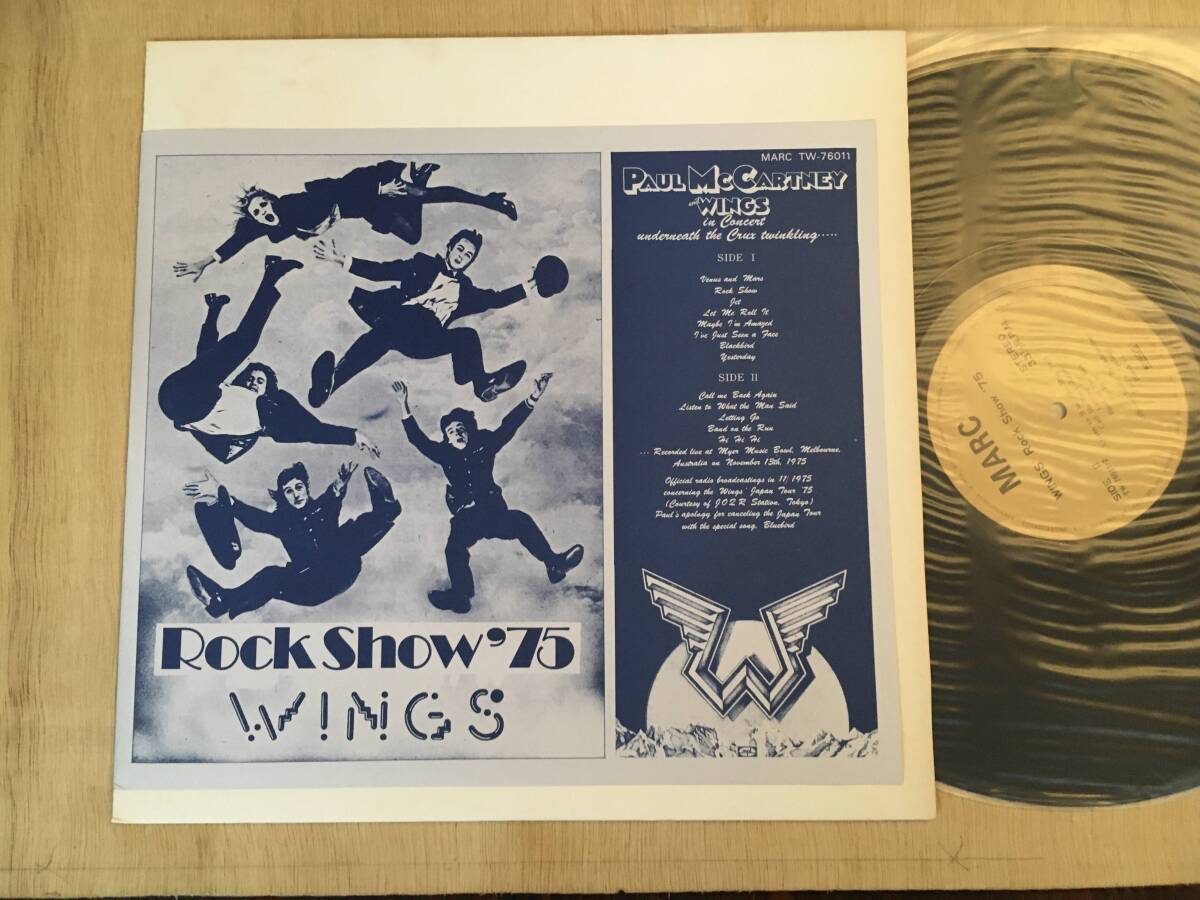 MARC TW-76011
PAUL McCARTNEY
and WINGS
in Concert
underneath the Crux twinkling.....
SIDE I
Venus and Mars
Rock Show
Jet
Let Me Roll It
Maybe I'm Amazed
I've Just Seen a Face
Blackbird
Yesterday
SIDE II
Call me Back Again
Listen to What the Man Said
Letting Go
Band on the Run
Hi Hi Hi
... Recorded live at Myer Music Bowl, Melbourne,
Australia on November 13th, 1975
Official radio broadcastings in 11/1975
concerning the Wings' Japan Tour '75
(Courtesy of JOQR Station, Tokyo)
Paul's apology for canceling the Japan Tour
with the special song, Bluebird
Rock Show '75
WINGS
W
MARC
WINGS: Rock Show '75
STEREO
33
SIDE